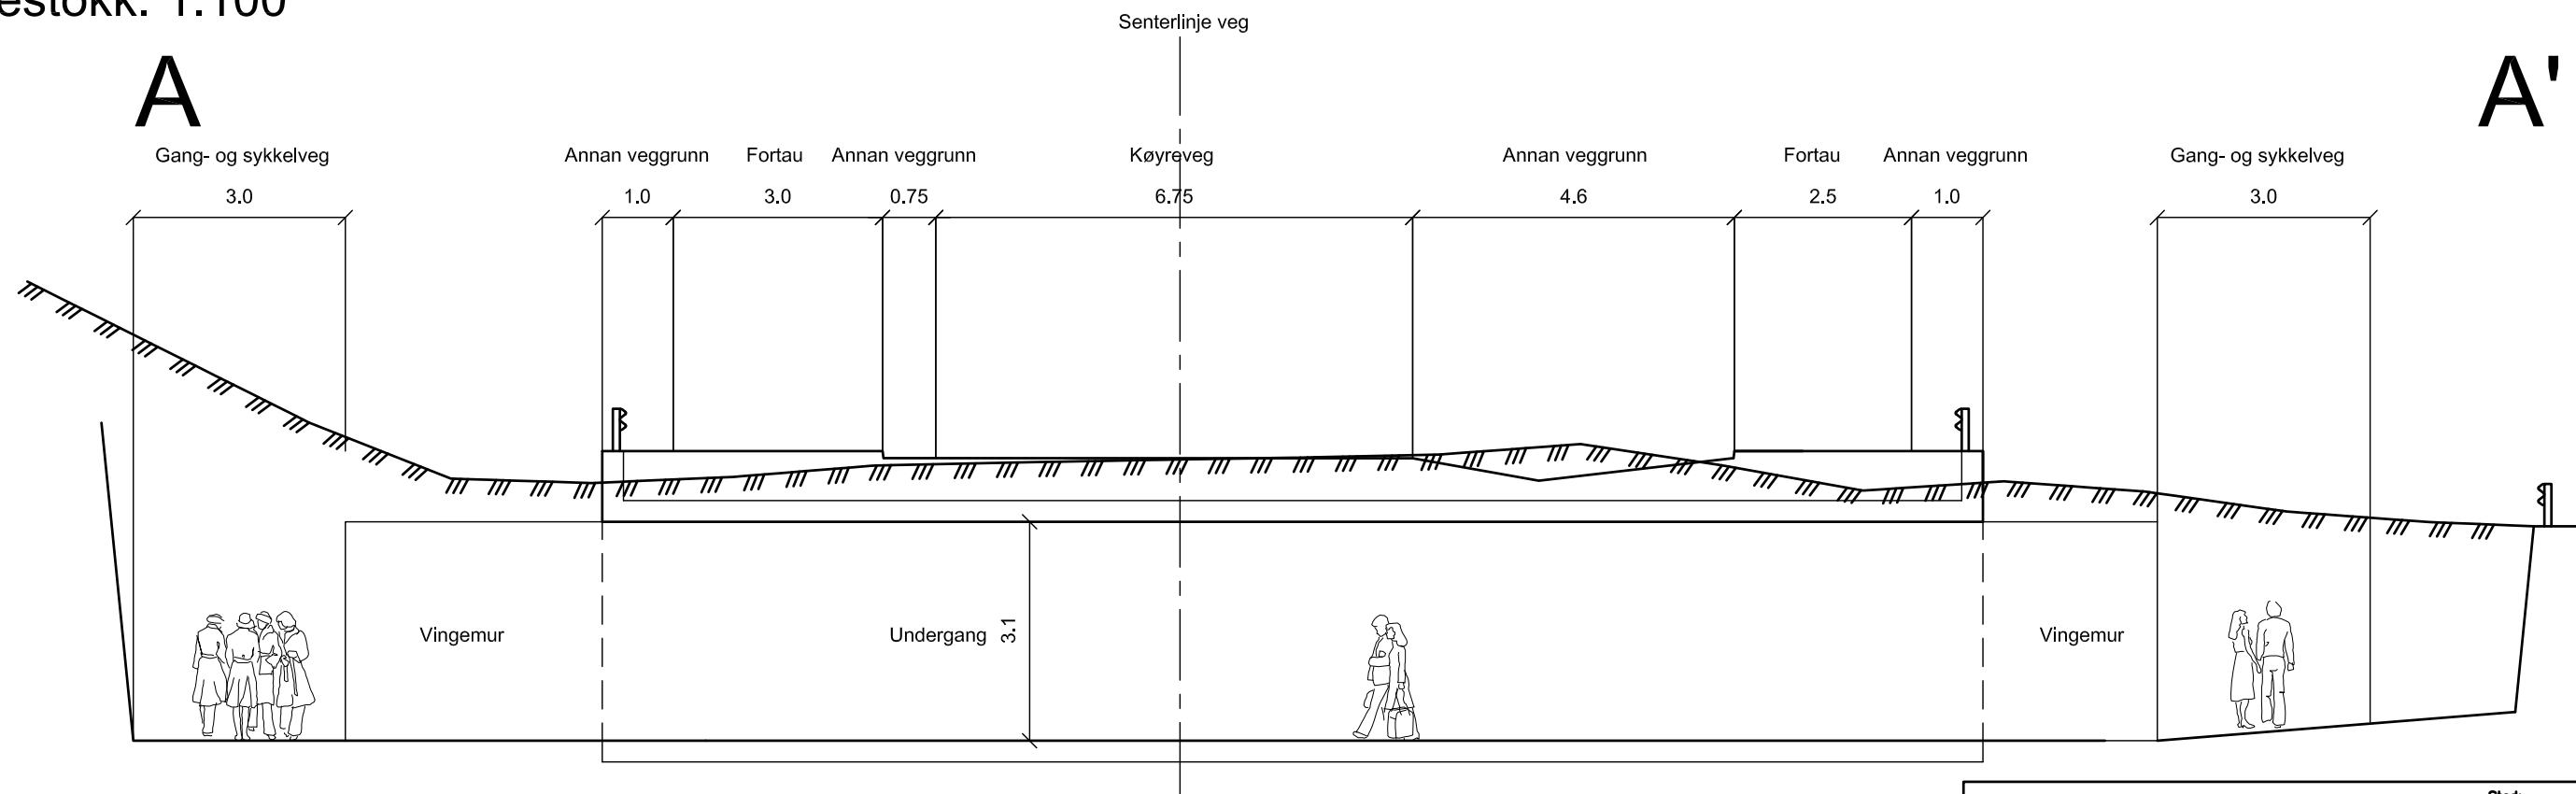 estokk: 1:100
Senterlinje veg
A
A'
Gang- og sykkelveg
Annan veggrunn
Fortau
Annan veggrunn
Køyreveg
Annan veggrunn
Fortau
Annan veggrunn
Gang- og sykkelveg
3.0
1.0
3.0
0.75
6.75
4.6
2.5
1.0
3.0
Vingemur
Undergang
3.1
Vingemur